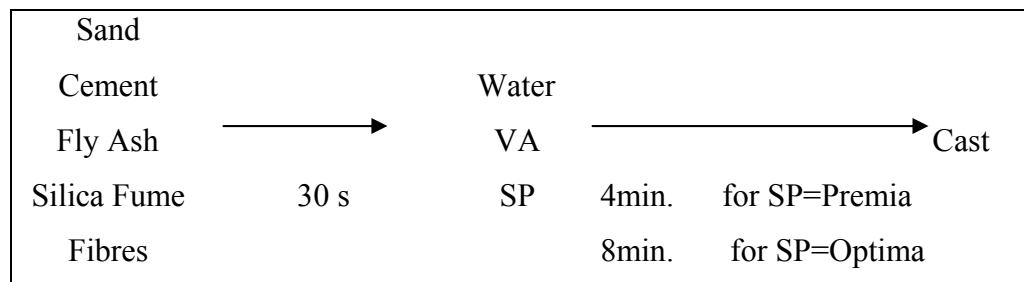 Sand
Cement Water
Fly Ash VA Cast
Silica Fume 30 s SP 4min. for SP=Premia
Fibres 8min. for SP=Optima